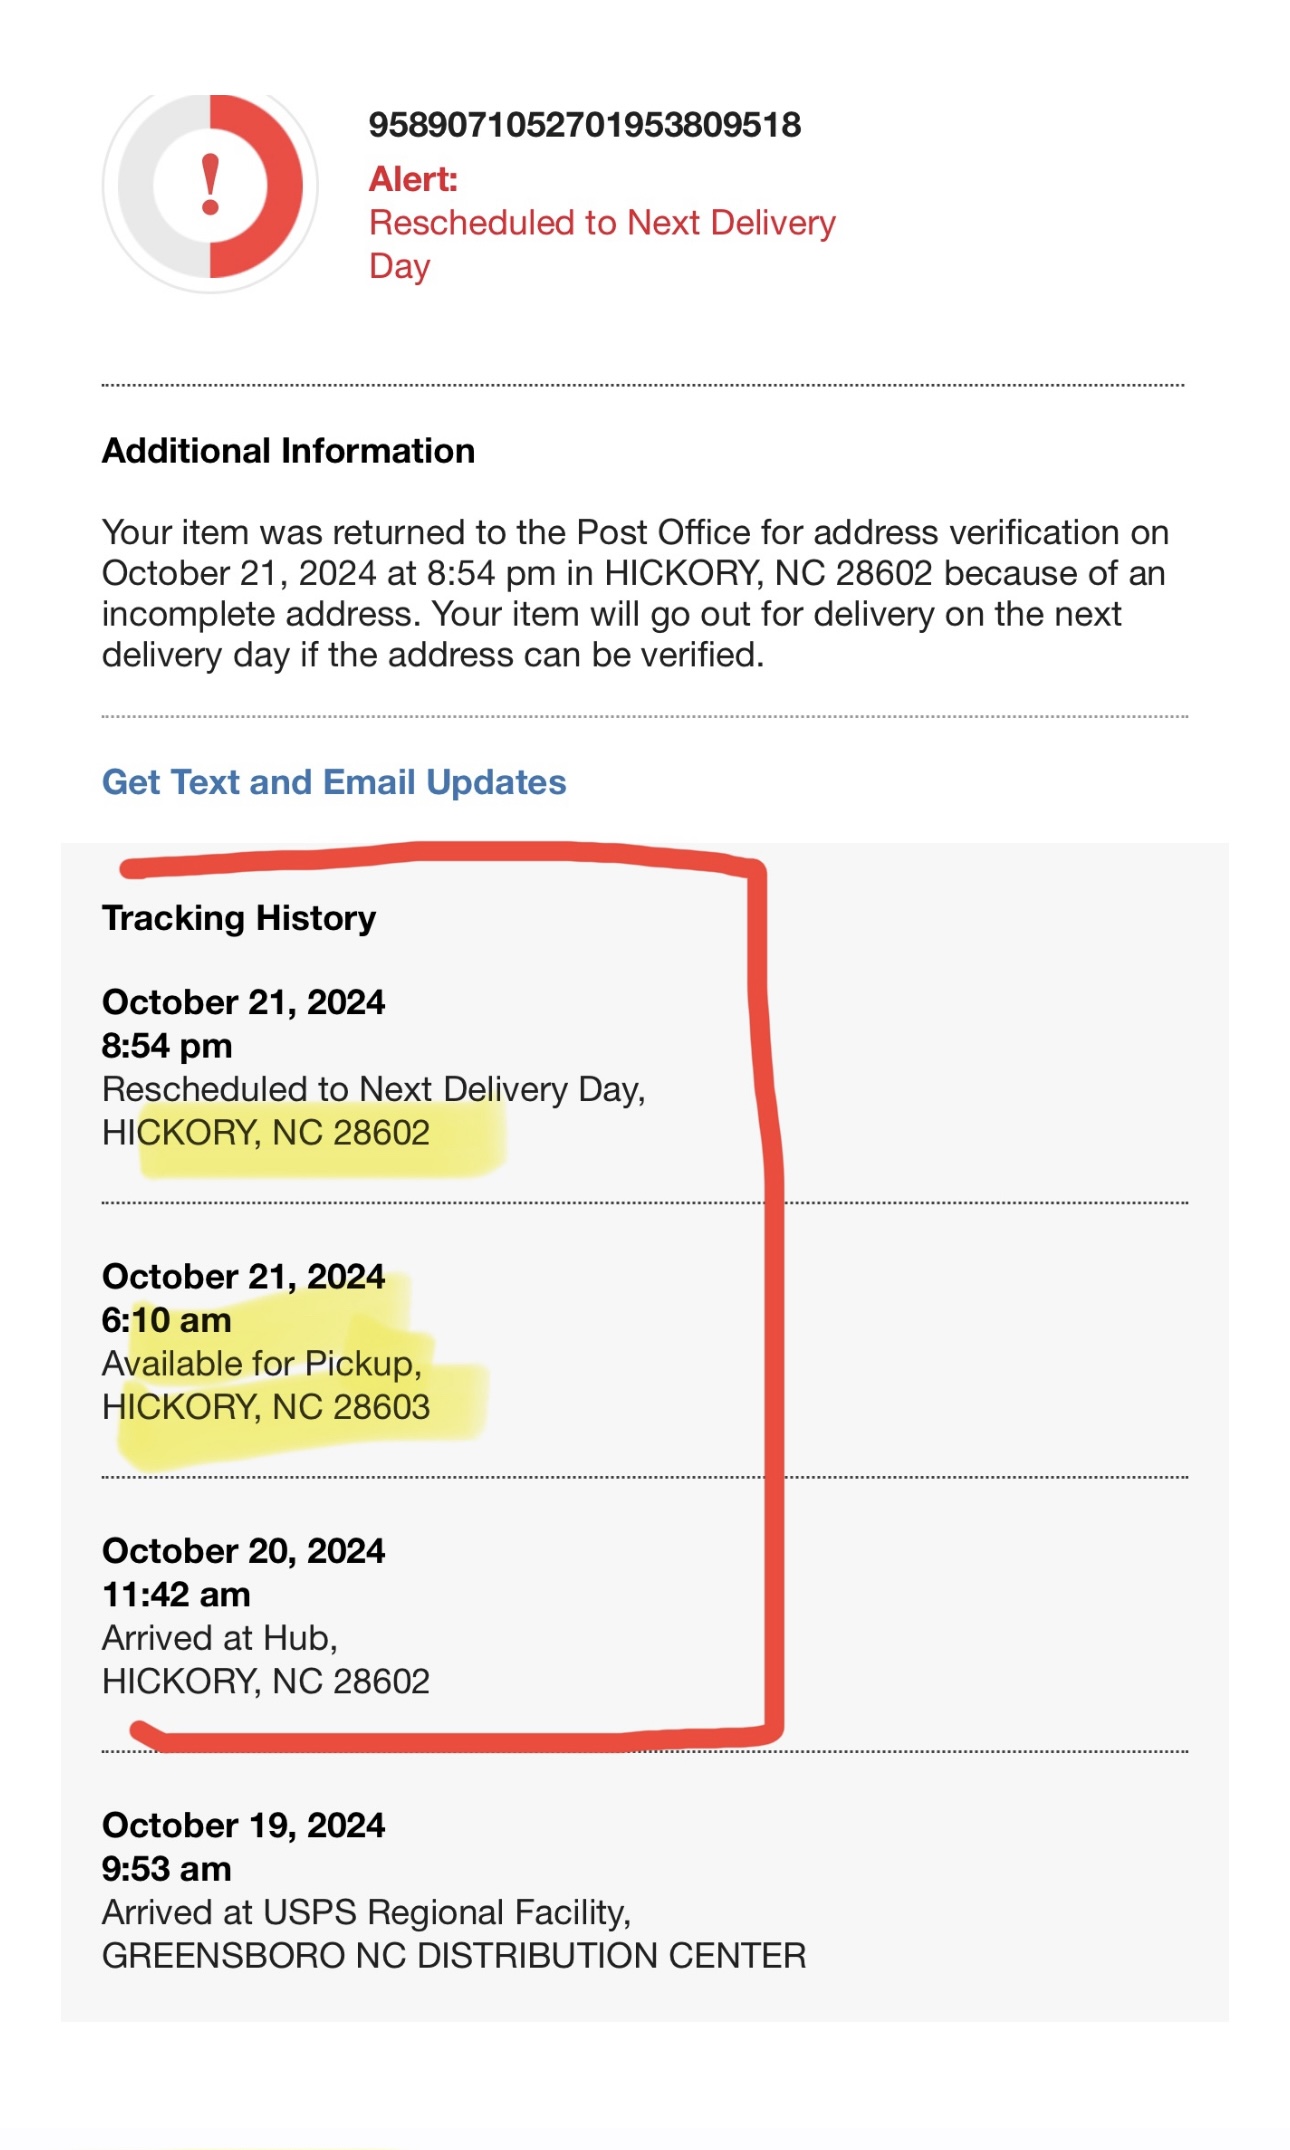 9589071052701953809518
Alert:
Rescheduled to Next Delivery
Day
Additional Information
Your item was returned to the Post Office for address verification on
October 21, 2024 at 8:54 pm in HICKORY, NC 28602 because of an
incomplete address. Your item will go out for delivery on the next
delivery day if the address can be verified.
Get Text and Email Updates
Tracking History
October 21, 2024
8:54 pm
Rescheduled to Next Delivery Day,
HICKORY, NC 28602
October 21, 2024
6:10 am
Available for Pickup,
HICKORY, NC 28603
October 20, 2024
11:42 am
Arrived at Hub,
HICKORY, NC 28602
October 19, 2024
9:53 am
Arrived at USPS Regional Facility,
GREENSBORO NC DISTRIBUTION CENTER